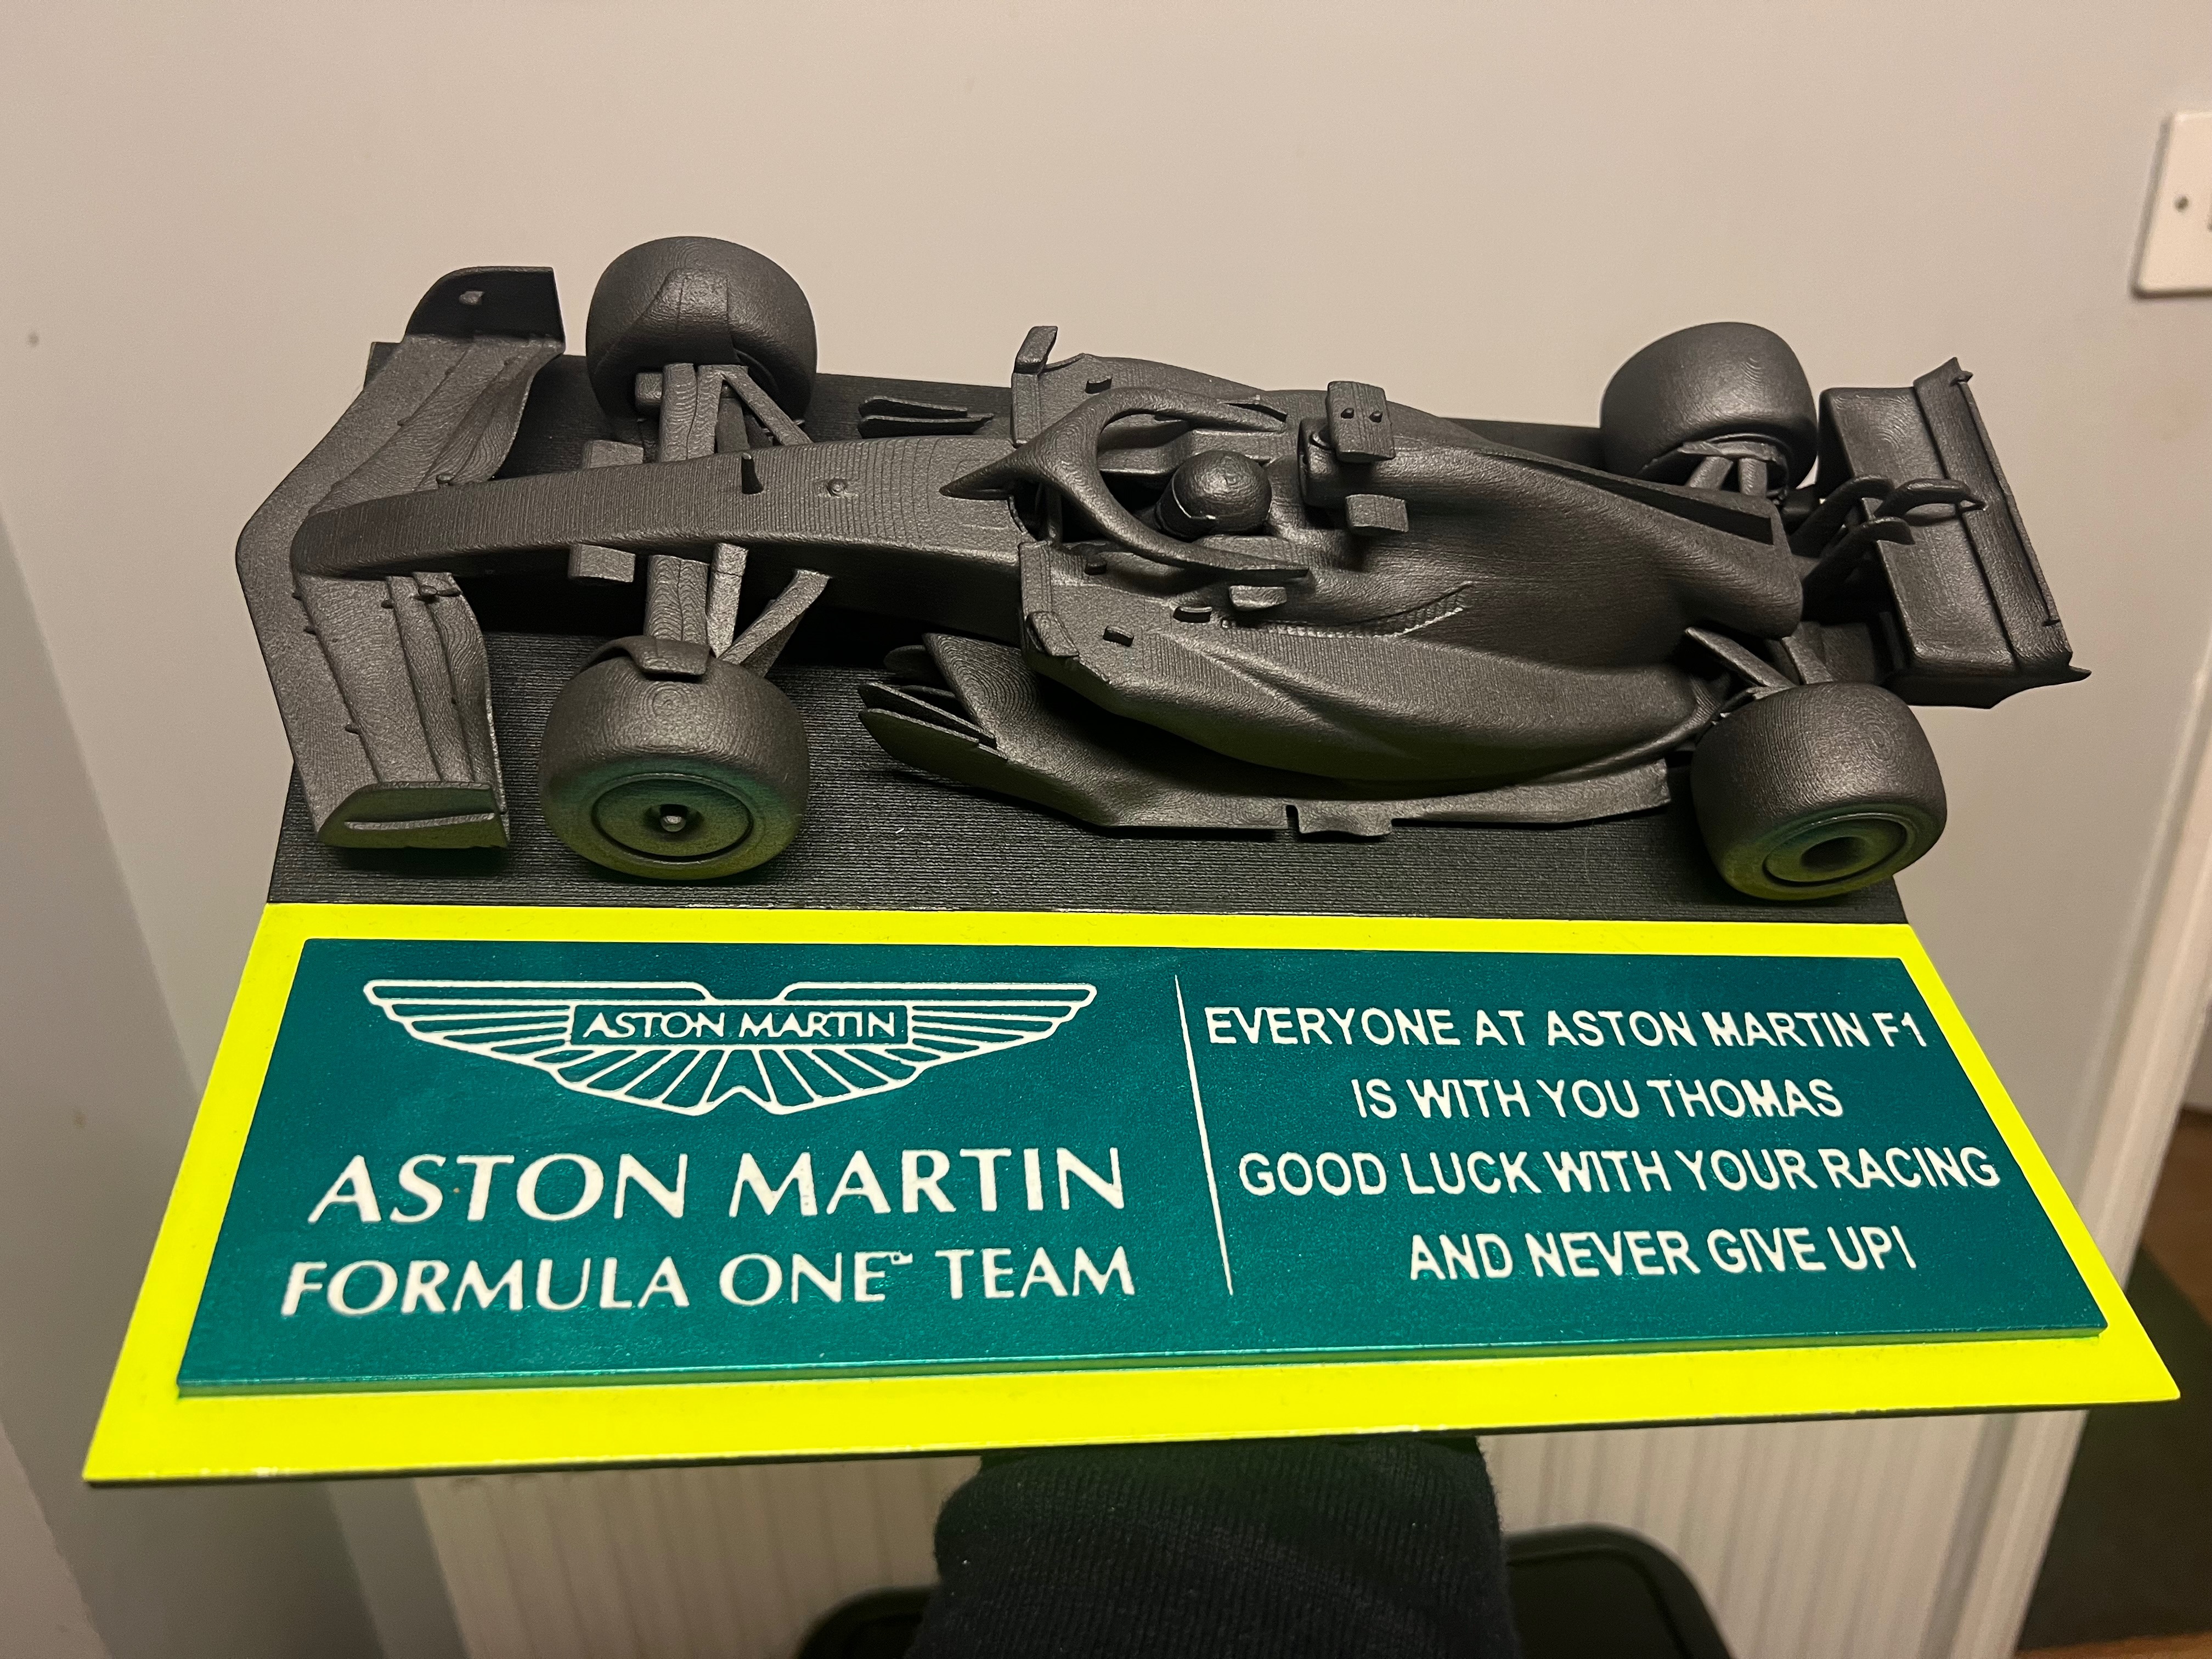 ASTON MARTIN
ASTON MARTIN
FORMULA ONE™ TEAM
EVERYONE AT ASTON MARTIN F1
IS WITH YOU THOMAS
GOOD LUCK WITH YOUR RACING
AND NEVER GIVE UP!